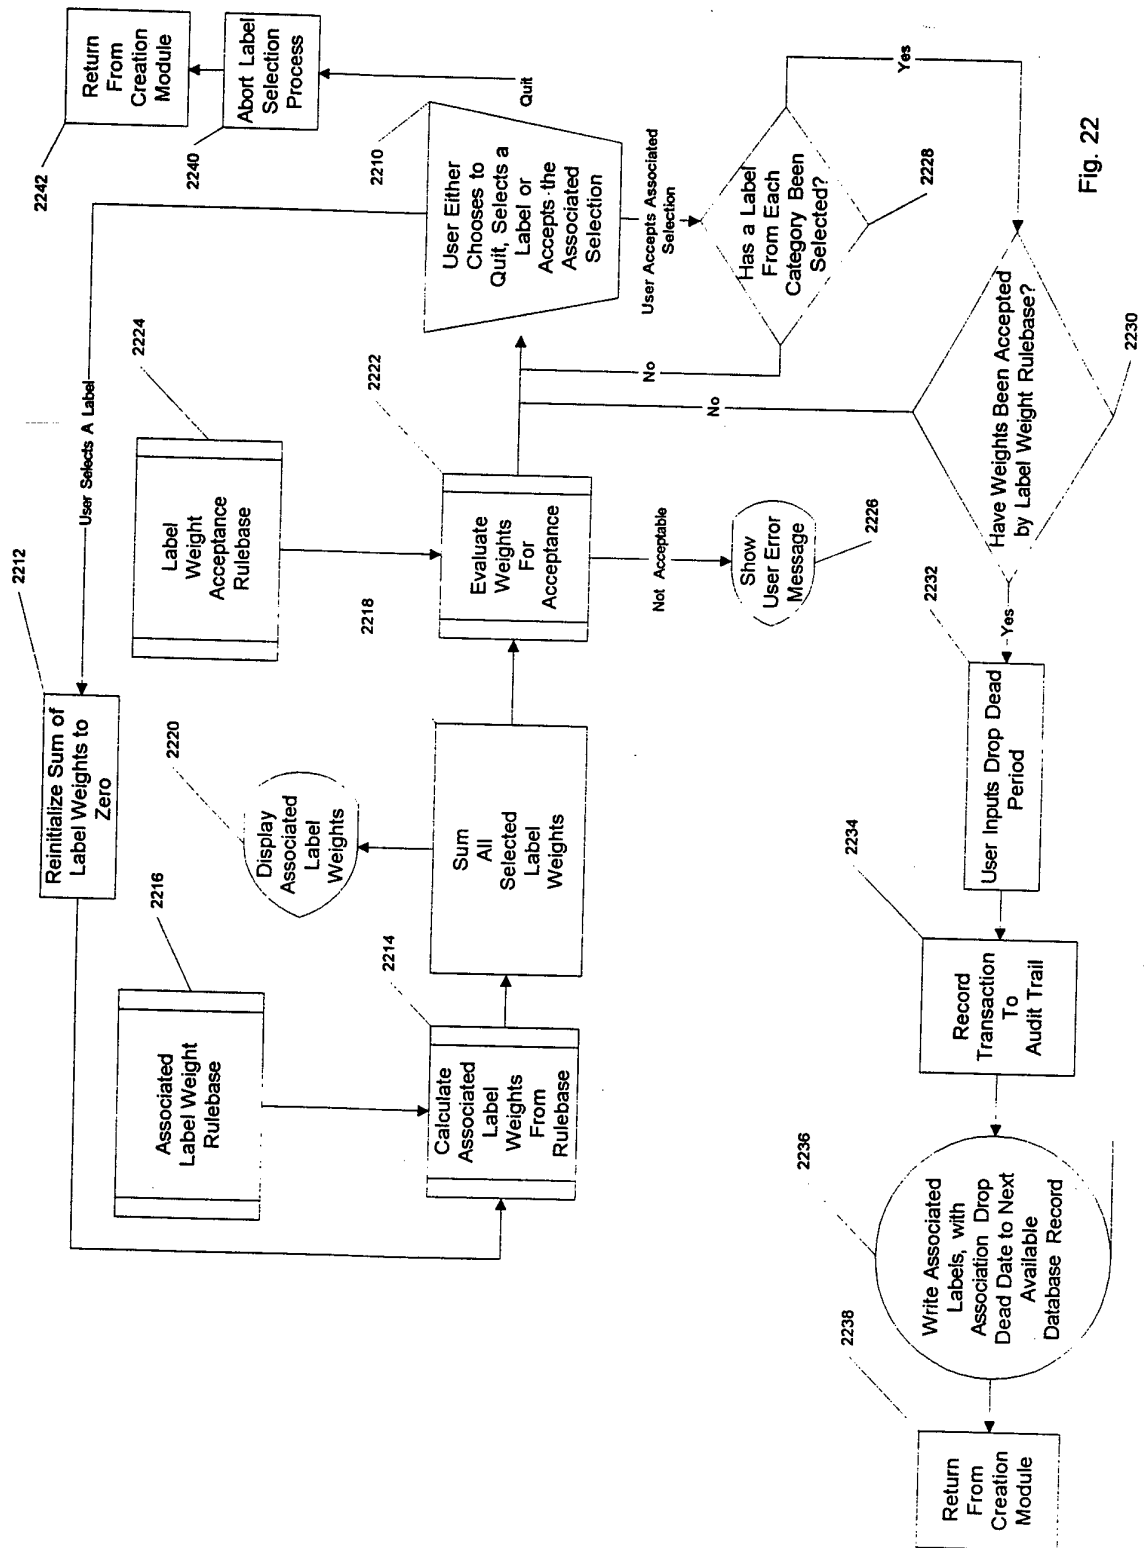 Return
From
Creation
Module
2242
Abort Label
Selection
Process
2240
Quit
User Either
Chooses to
Quit, Selects a
Label or
Accepts the
Associated
Selection
2210
User Selects A Label
User Accepts Associated
Selection
Reinitialize Sum of
Label Weights to
Zero
2212
Associated
Label Weight
Rulebase
2216
Calculate
Associated
Label
Weights
From
Rulebase
2214
Sum
All
Selected
Label
Weights
2218
Display
Associated
Label
Weights
2220
Label
Weight
Acceptance
Rulebase
2224
Evaluate
Weights
For
Acceptance
2222
Not Acceptable
Show
User Error
Message
2226
Has a Label
From Each
Category Been
Selected?
2228
No
Yes
Have Weights Been Accepted
by Label Weight Rulebase?
2230
No
Yes
User Inputs Drop Dead
Period
2232
Record
Transaction
To
Audit Trail
2234
Write Associated
Labels, with
Association Drop
Dead Date to Next
Available
Database Record
2236
Return
From
Creation
Module
2238
Fig. 22